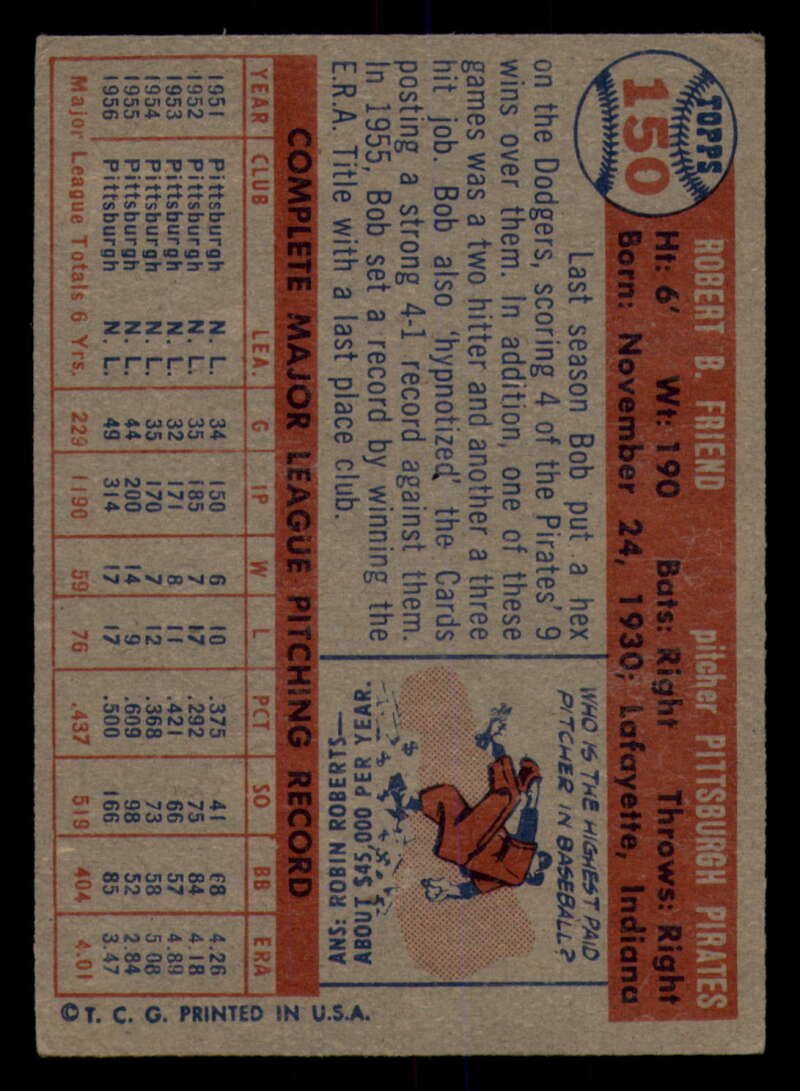 TOPPS
150
ROBERT B. FRIEND pitcher PITTSBURGH PIRATES
Ht: 6' Wt: 190 Bats: Right Throws: Right
Born: November 24, 1930; Lafayette, Indiana
Last season Bob put a hex
on the Dodgers, scoring 4 of the Pirates' 9
wins over them. In addition, one of these
games was a two hitter and another a three
hit job. Bob also 'hypnotized' the Cards
posting a strong 4-1 record against them.
In 1955, Bob set a record by winning the
E.R.A. Title with a last place club.
WHO IS THE HIGHEST PAID
PITCHER IN BASEBALL?
ANS: ROBIN ROBERTS—
ABOUT $45,000 PER YEAR.
COMPLETE MAJOR LEAGUE PITCHING RECORD
YEAR CLUB LEA. G IP W L PCT SO BB ERA
1951 Pittsburgh N. L. 34 150 6 10 .375 41 68 4.26
1952 Pittsburgh N. L. 35 185 7 17 .292 75 84 4.18
1953 Pittsburgh N. L. 32 171 8 11 .421 66 57 4.89
1954 Pittsburgh N. L. 35 170 7 12 .368 73 58 5.08
1955 Pittsburgh N. L. 44 200 14 9 .609 98 52 2.84
1956 Pittsburgh N. L. 49 314 17 17 .500 166 85 3.47
Major League Totals 6 Yrs. 229 1190 59 76 .437 519 404 4.01
© T. C. G. PRINTED IN U.S.A.